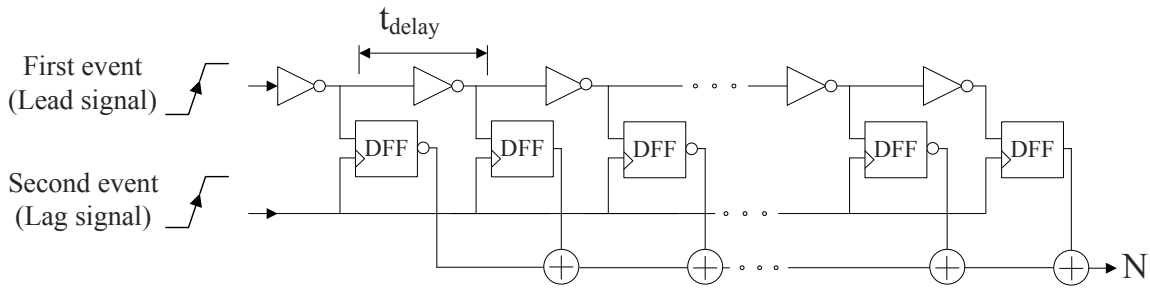 t_delay
First event
(Lead signal)
DFF DFF DFF DFF DFF
Second event
(Lag signal)
N